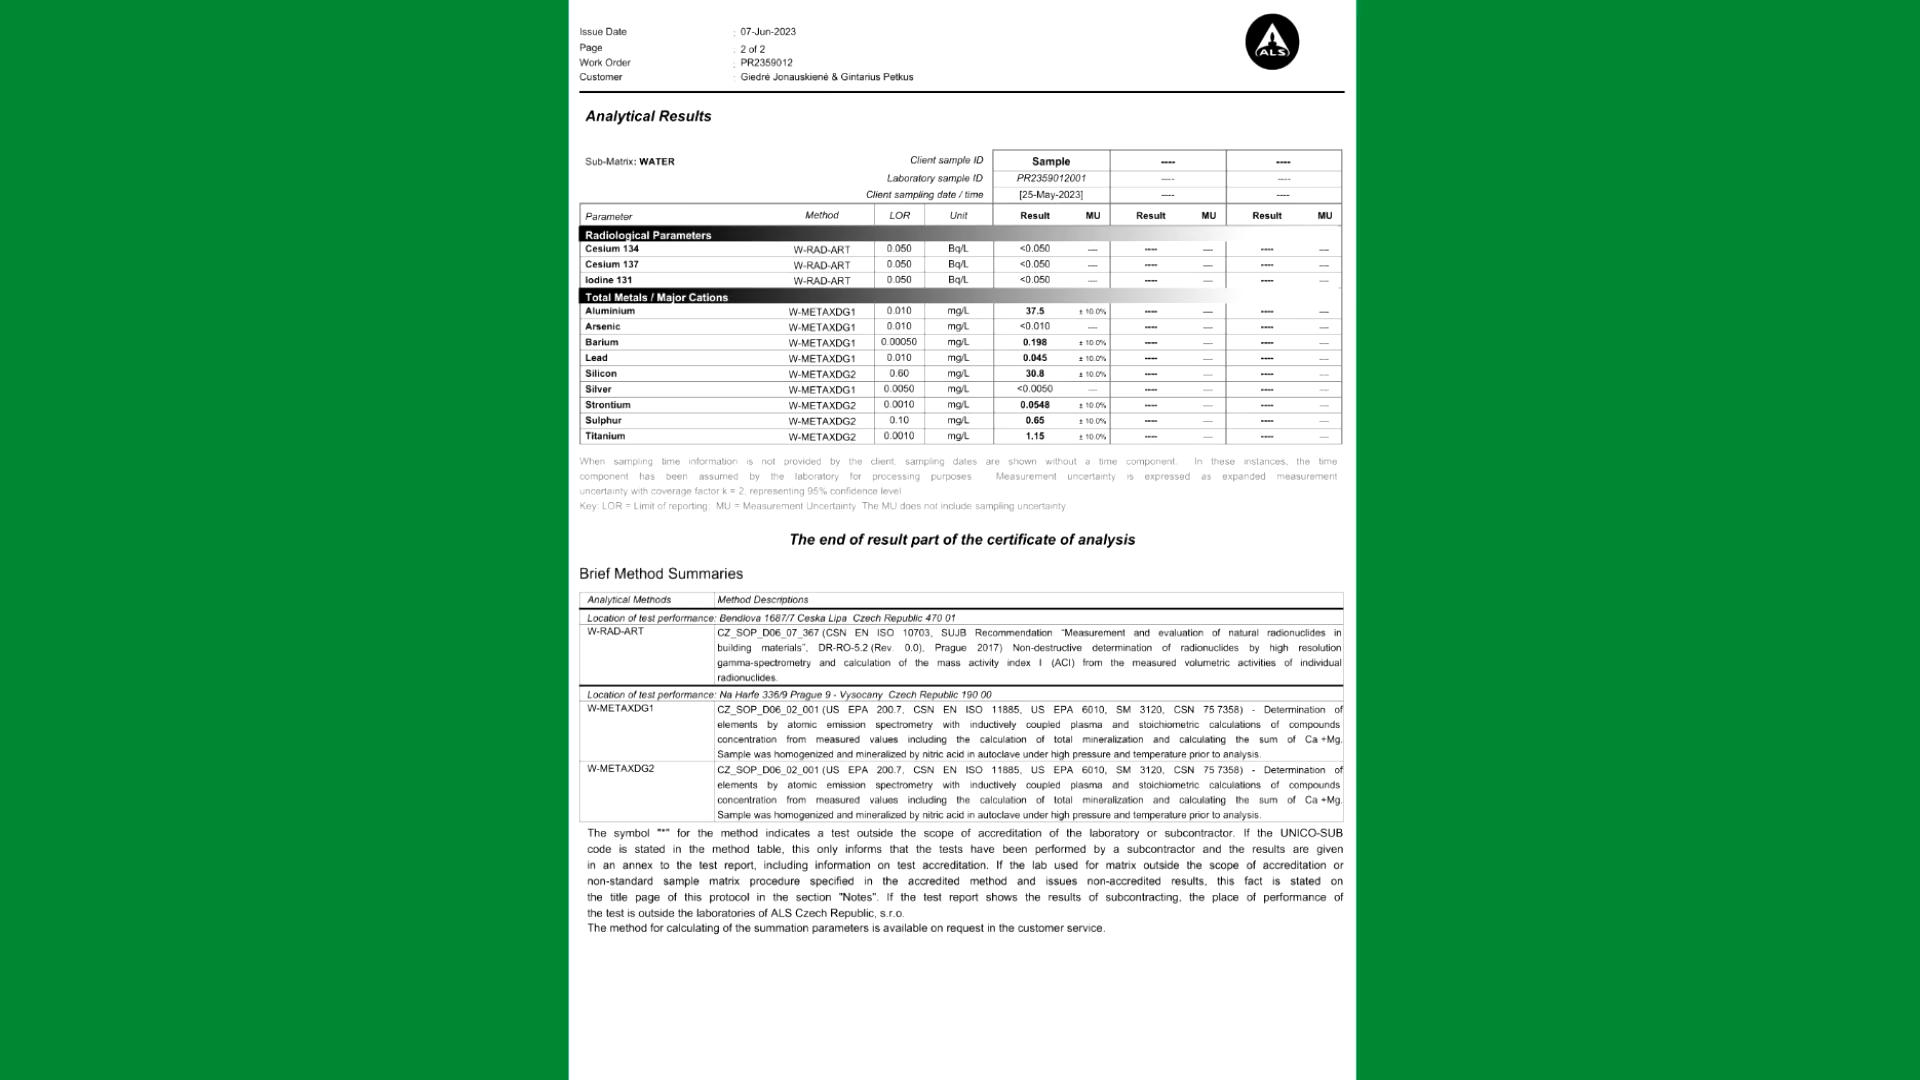 Issue Date : 07-Jun-2023
Page : 2 of 2
Work Order : PR2359012
Customer : Giedrė Jonauskienė & Gintarius Petkus
ALS
Analytical Results
Sub-Matrix: WATER Client sample ID Sample ---- ----
Laboratory sample ID PR2359012001 ---- ----
Client sampling date / time [25-May-2023] ---- ----
Parameter Method LOR Unit Result MU Result MU Result MU
Radiological Parameters
Cesium 134 W-RAD-ART 0.050 Bq/L <0.050 ---- ---- ---- ---- ----
Cesium 137 W-RAD-ART 0.050 Bq/L <0.050 ---- ---- ---- ---- ----
Iodine 131 W-RAD-ART 0.050 Bq/L <0.050 ---- ---- ---- ---- ----
Total Metals / Major Cations
Aluminium W-METAXDG1 0.010 mg/L 37.5 ± 10.0% ---- ---- ---- ----
Arsenic W-METAXDG1 0.010 mg/L <0.010 ---- ---- ---- ---- ----
Barium W-METAXDG1 0.00050 mg/L 0.198 ± 10.0% ---- ---- ---- ----
Lead W-METAXDG1 0.010 mg/L 0.045 ± 10.0% ---- ---- ---- ----
Silicon W-METAXDG2 0.60 mg/L 30.8 ± 10.0% ---- ---- ---- ----
Silver W-METAXDG1 0.0050 mg/L <0.0050 ---- ---- ---- ---- ----
Strontium W-METAXDG2 0.0010 mg/L 0.0548 ± 10.0% ---- ---- ---- ----
Sulphur W-METAXDG2 0.10 mg/L 0.65 ± 10.0% ---- ---- ---- ----
Titanium W-METAXDG2 0.0010 mg/L 1.15 ± 10.0% ---- ---- ---- ----
When sampling time information is not provided by the client, sampling dates are shown without a time component. In these instances, the time
component has been assumed by the laboratory for processing purposes Measurement uncertainty is expressed as expanded measurement
uncertainty with coverage factor k = 2, representing 95% confidence level
Key: LOR = Limit of reporting; MU = Measurement Uncertainty The MU does not include sampling uncertainty
The end of result part of the certificate of analysis
Brief Method Summaries
Analytical Methods Method Descriptions
Location of test performance: Bendlova 1687/7 Ceska Lipa Czech Republic 470 01
W-RAD-ART CZ_SOP_D06_07_367 (CSN EN ISO 10703, SUJB Recommendation "Measurement and evaluation of natural radionuclides in
building materials", DR-RO-5.2 (Rev. 0.0), Prague 2017) Non-destructive determination of radionuclides by high resolution
gamma-spectrometry and calculation of the mass activity index I (ACI) from the measured volumetric activities of individual
radionuclides.
Location of test performance: Na Harfe 336/9 Prague 9 - Vysocany Czech Republic 190 00
W-METAXDG1 CZ_SOP_D06_02_001 (US EPA 200.7, CSN EN ISO 11885, US EPA 6010, SM 3120, CSN 75 7358) - Determination of
elements by atomic emission spectrometry with inductively coupled plasma and stoichiometric calculations of compounds
concentration from measured values including the calculation of total mineralization and calculating the sum of Ca +Mg.
Sample was homogenized and mineralized by nitric acid in autoclave under high pressure and temperature prior to analysis.
W-METAXDG2 CZ_SOP_D06_02_001 (US EPA 200.7, CSN EN ISO 11885, US EPA 6010, SM 3120, CSN 75 7358) - Determination of
elements by atomic emission spectrometry with inductively coupled plasma and stoichiometric calculations of compounds
concentration from measured values including the calculation of total mineralization and calculating the sum of Ca +Mg.
Sample was homogenized and mineralized by nitric acid in autoclave under high pressure and temperature prior to analysis.
The symbol "*" for the method indicates a test outside the scope of accreditation of the laboratory or subcontractor. If the UNICO-SUB
code is stated in the method table, this only informs that the tests have been performed by a subcontractor and the results are given
in an annex to the test report, including information on test accreditation. If the lab used for matrix outside the scope of accreditation or
non-standard sample matrix procedure specified in the accredited method and issues non-accredited results, this fact is stated on
the title page of this protocol in the section "Notes". If the test report shows the results of subcontracting, the place of performance of
the test is outside the laboratories of ALS Czech Republic, s.r.o.
The method for calculating of the summation parameters is available on request in the customer service.